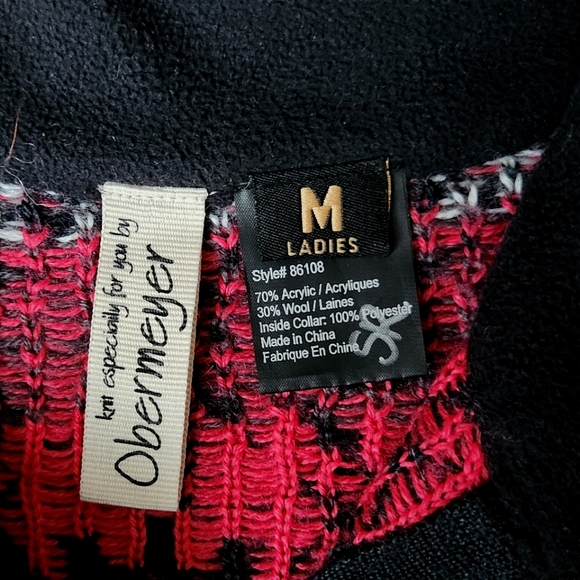 knit especially for you by
Obermeyer
M
LADIES
Style# 86108
70% Acrylic / Acryliques
30% Wool / Laines
Inside Collar: 100% Polyester
Made in China
Fabrique En Chine